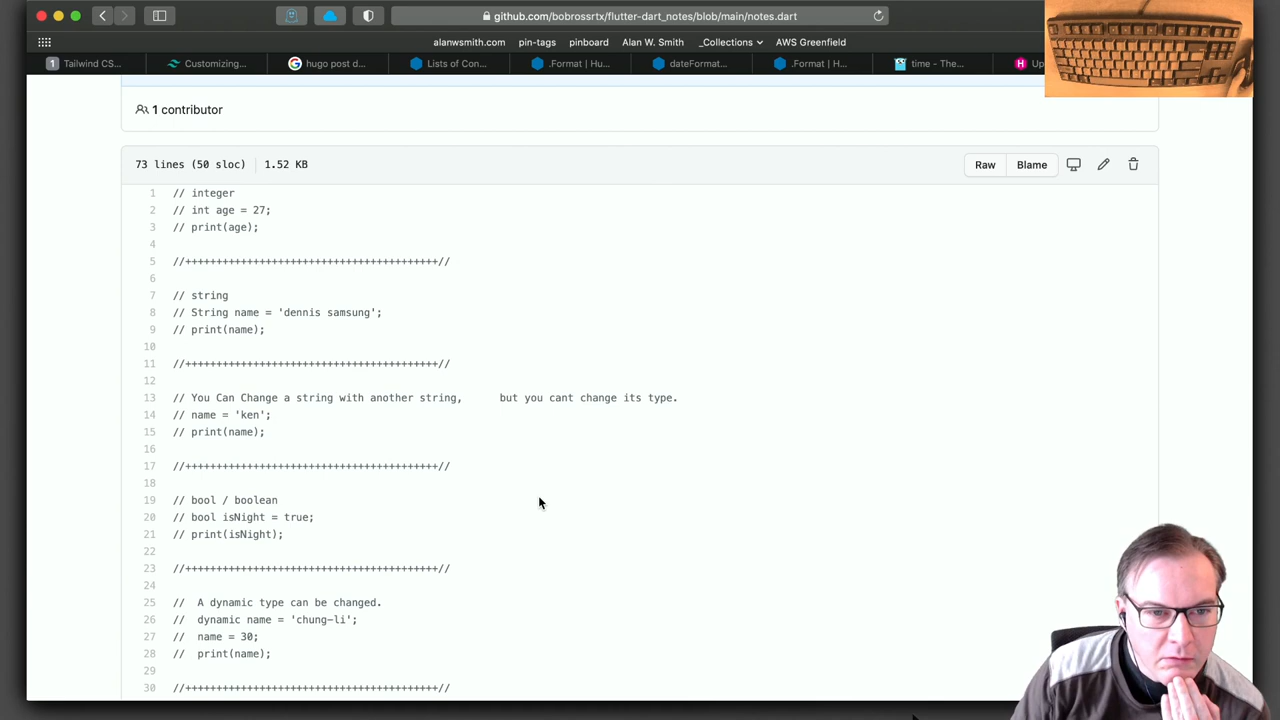 github.com/bobrossrtx/flutter-dart_notes/blob/main/notes.dart
alanwsmith.com pin-tags pinboard Alan W. Smith _Collections AWS Greenfield
1 Tailwind CS... Customizing... hugo post d... Lists of Con... .Format | Hu... dateFormat... .Format | H... time - The... H Up
1 contributor
73 lines (50 sloc) 1.52 KB Raw Blame
1 // integer
2 // int age = 27;
3 // print(age);
4
5 //+++++++++++++++++++++++++++++++++++++++++//
6
7 // string
8 // String name = 'dennis samsung';
9 // print(name);
10
11 //+++++++++++++++++++++++++++++++++++++++++//
12
13 // You Can Change a string with another string, but you cant change its type.
14 // name = 'ken';
15 // print(name);
16
17 //+++++++++++++++++++++++++++++++++++++++++//
18
19 // bool / boolean
20 // bool isNight = true;
21 // print(isNight);
22
23 //+++++++++++++++++++++++++++++++++++++++++//
24
25 // A dynamic type can be changed.
26 // dynamic name = 'chung-li';
27 // name = 30;
28 // print(name);
29
30 //+++++++++++++++++++++++++++++++++++++++++//